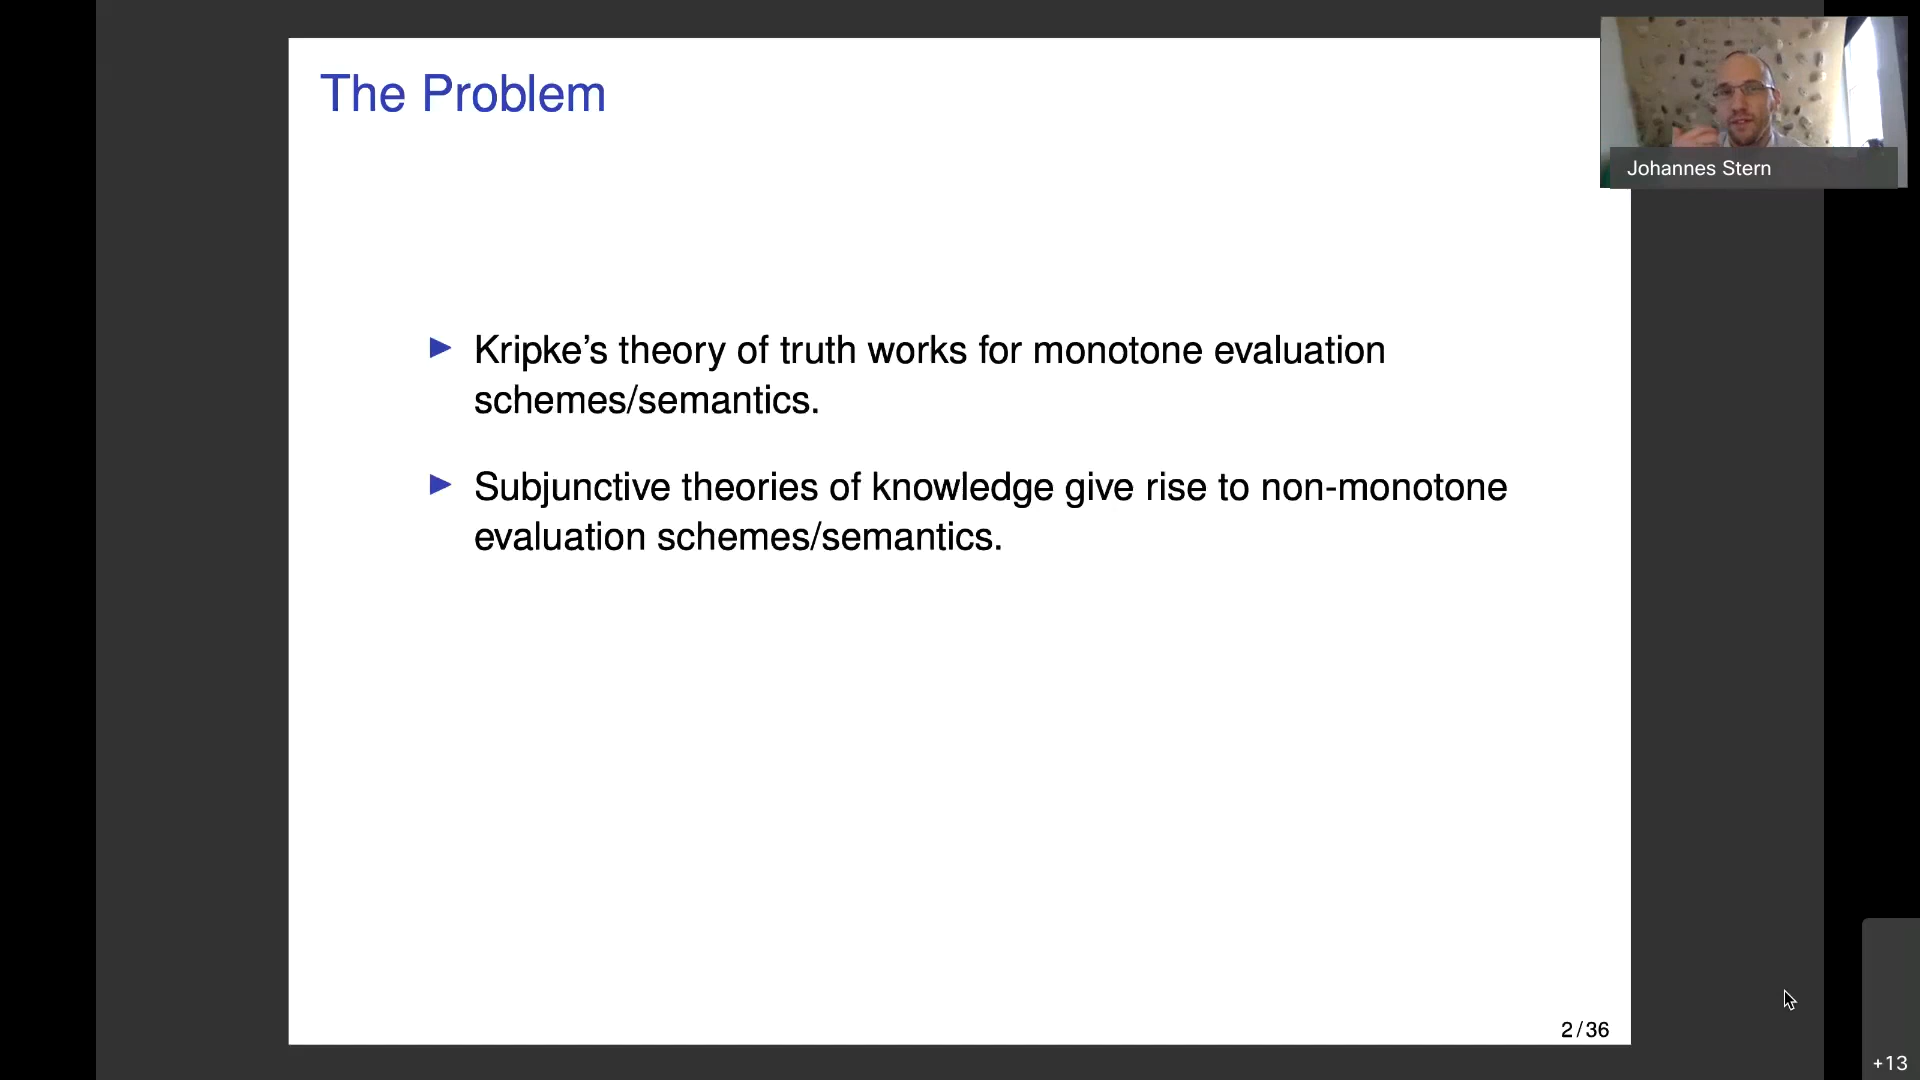 The Problem
Johannes Stern
▶ Kripke’s theory of truth works for monotone evaluation
schemes/semantics.
▶ Subjunctive theories of knowledge give rise to non-monotone
evaluation schemes/semantics.
2 / 36
+13